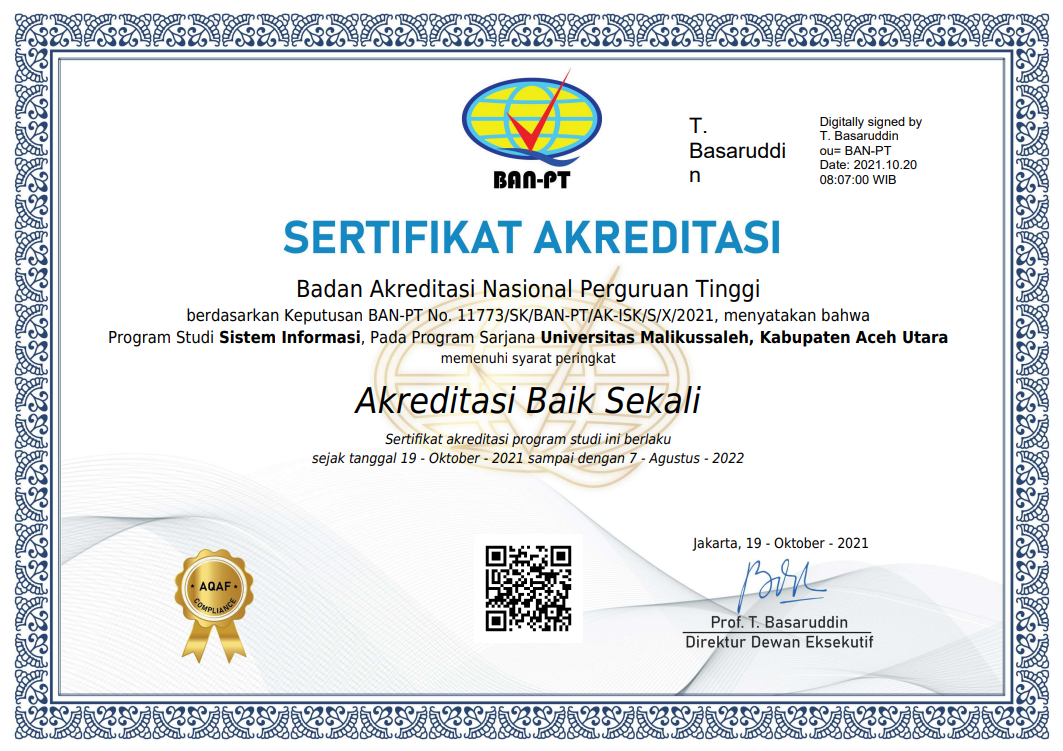 BAN-PT
T.
Basaruddi
n
Digitally signed by
T. Basaruddin
ou= BAN-PT
Date: 2021.10.20
08:07:00 WIB
SERTIFIKAT AKREDITASI
Badan Akreditasi Nasional Perguruan Tinggi
berdasarkan Keputusan BAN-PT No. 11773/SK/BAN-PT/AK-ISK/S/X/2021, menyatakan bahwa
Program Studi Sistem Informasi, Pada Program Sarjana Universitas Malikussaleh, Kabupaten Aceh Utara
memenuhi syarat peringkat
Akreditasi Baik Sekali
Sertifikat akreditasi program studi ini berlaku
sejak tanggal 19 - Oktober - 2021 sampai dengan 7 - Agustus - 2022
AQAF
COMPLIANCE
Jakarta, 19 - Oktober - 2021
Prof. T. Basaruddin
Direktur Dewan Eksekutif